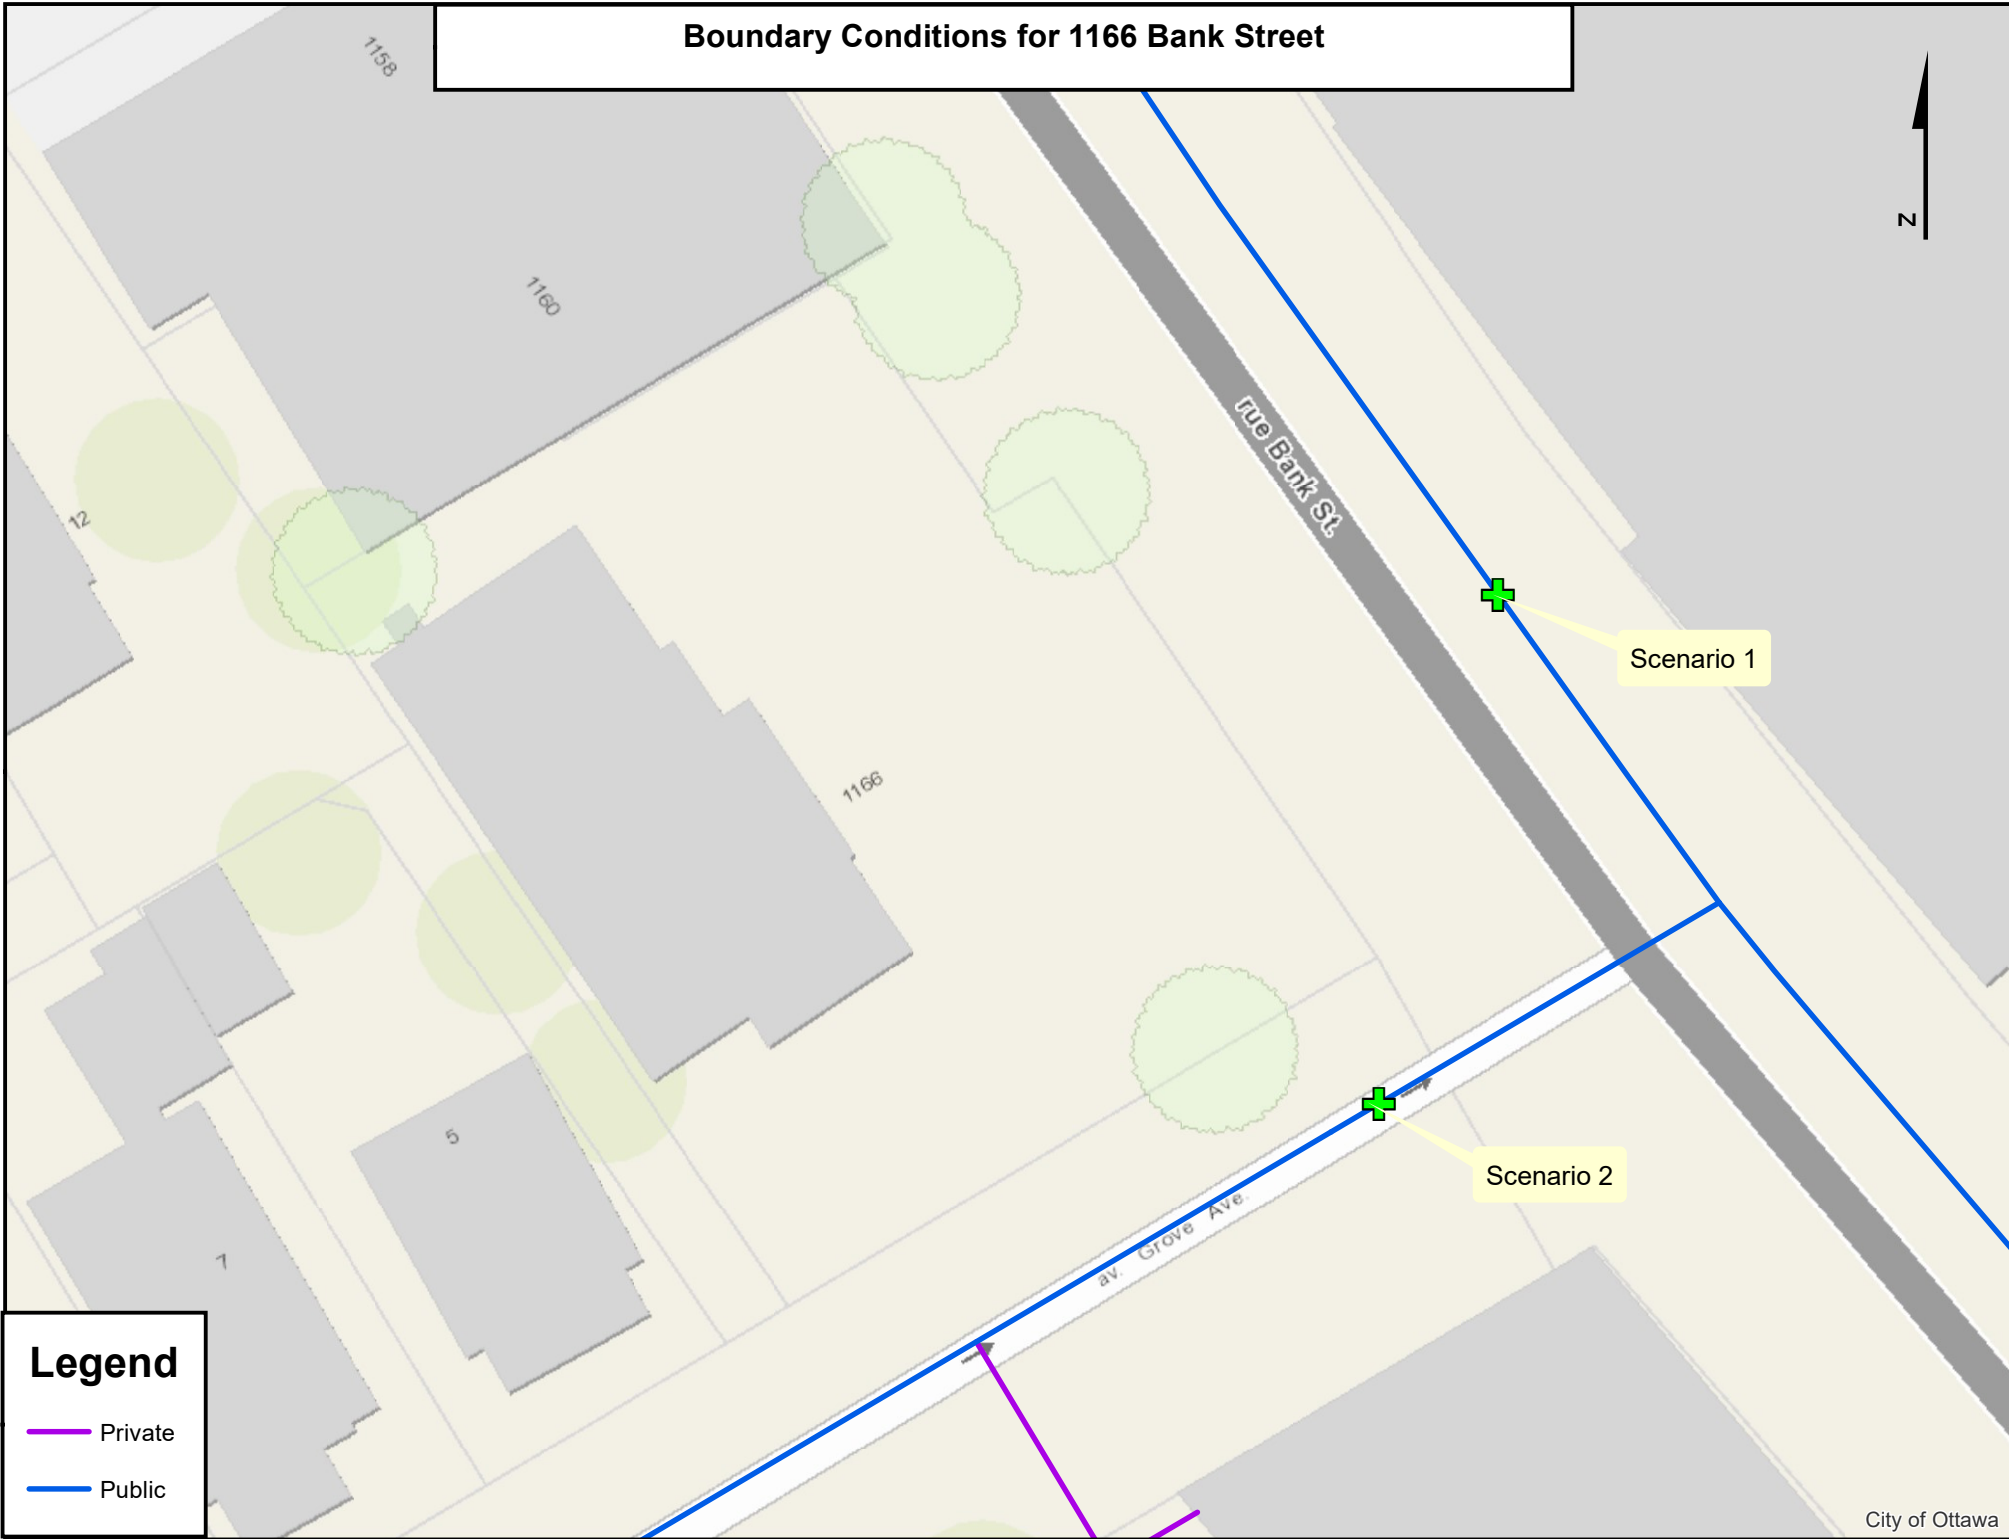 Boundary Conditions for 1166 Bank Street
1158
N
1160
rue Bank St.
12
Scenario 1
1166
5
Scenario 2
av. Grove Ave.
7
Legend
Private
Public
City of Ottawa